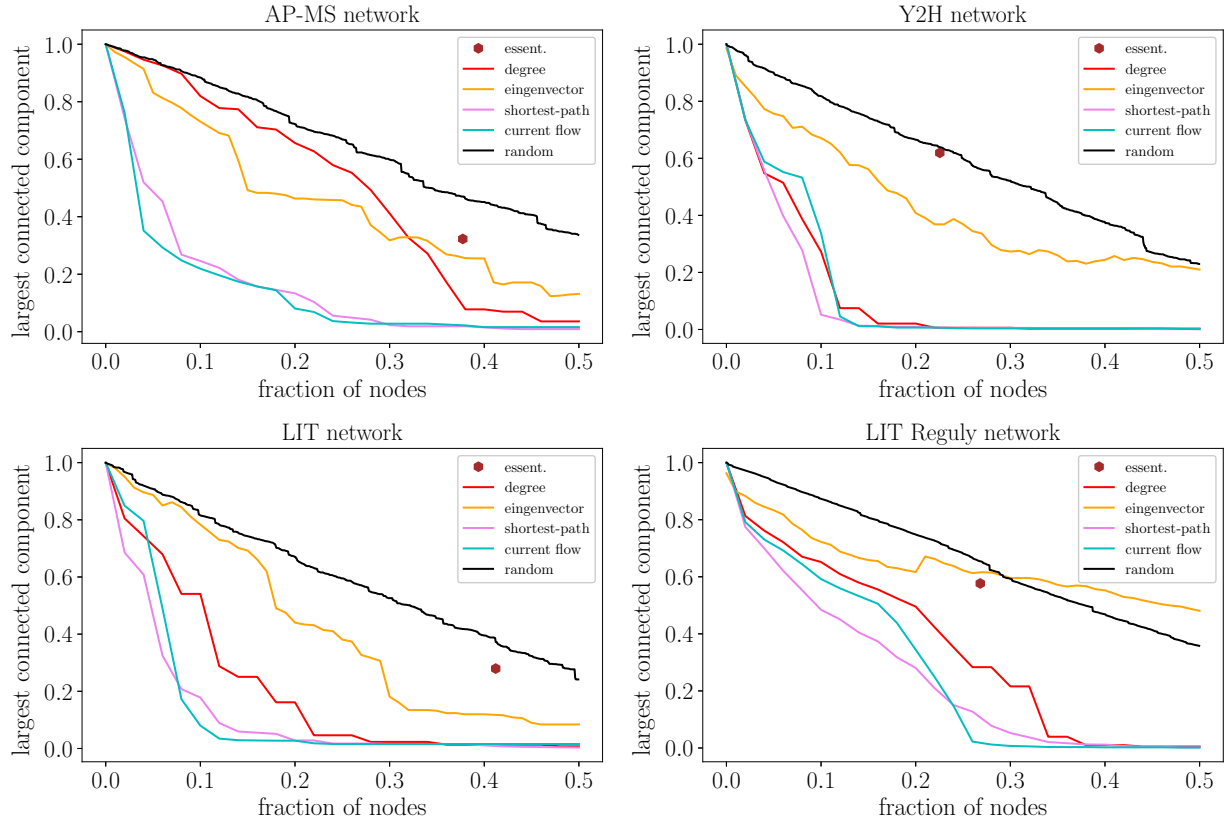 AP-MS network
largest connected component
1.0
0.8
0.6
0.4
0.2
0.0
0.0 0.1 0.2 0.3 0.4 0.5
fraction of nodes
essent.
degree
eingenvector
shortest-path
current flow
random
Y2H network
largest connected component
1.0
0.8
0.6
0.4
0.2
0.0
0.0 0.1 0.2 0.3 0.4 0.5
fraction of nodes
essent.
degree
eingenvector
shortest-path
current flow
random
LIT network
largest connected component
1.0
0.8
0.6
0.4
0.2
0.0
0.0 0.1 0.2 0.3 0.4 0.5
fraction of nodes
essent.
degree
eingenvector
shortest-path
current flow
random
LIT Reguly network
largest connected component
1.0
0.8
0.6
0.4
0.2
0.0
0.0 0.1 0.2 0.3 0.4 0.5
fraction of nodes
essent.
degree
eingenvector
shortest-path
current flow
random